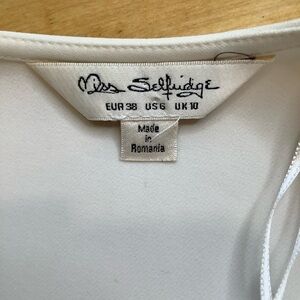 Miss Selfridge
EUR 38 US 6 UK 10
Made
in
Romania